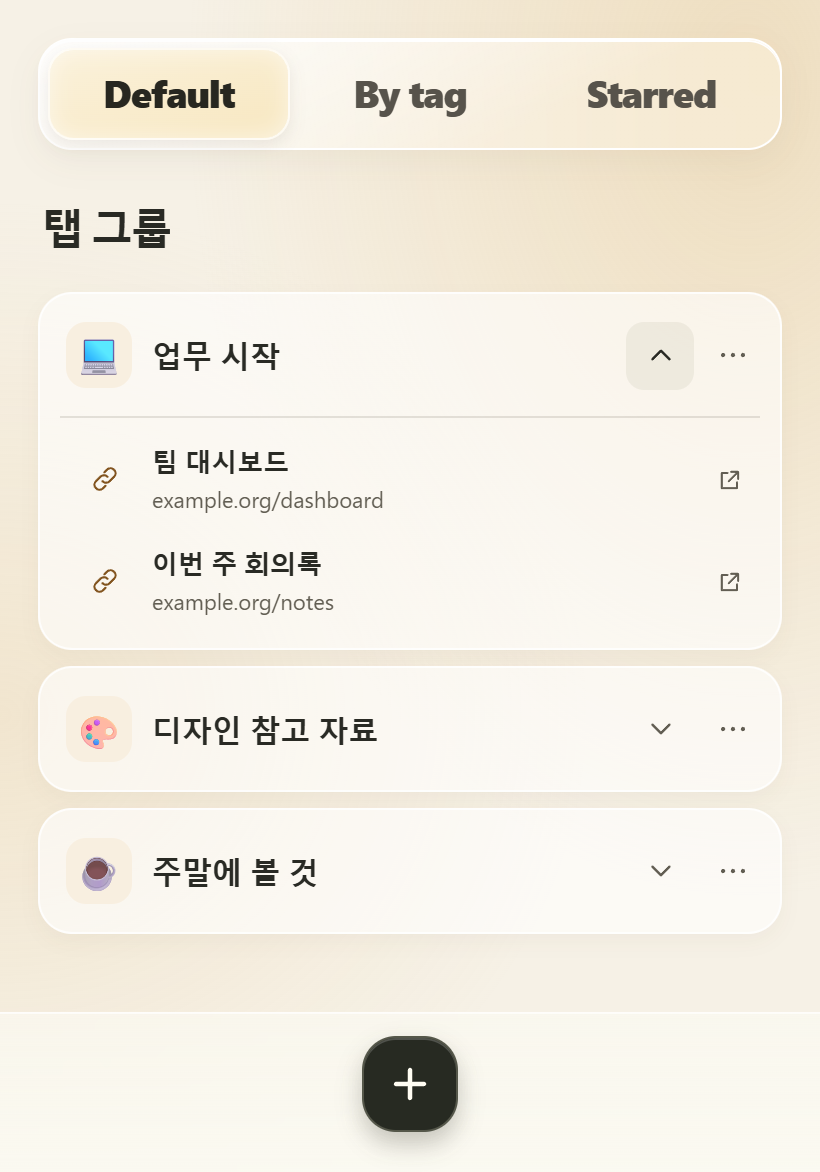 Default
By tag
Starred
탭 그룹
업무 시작
팀 대시보드
example.org/dashboard
이번 주 회의록
example.org/notes
디자인 참고 자료
주말에 볼 것